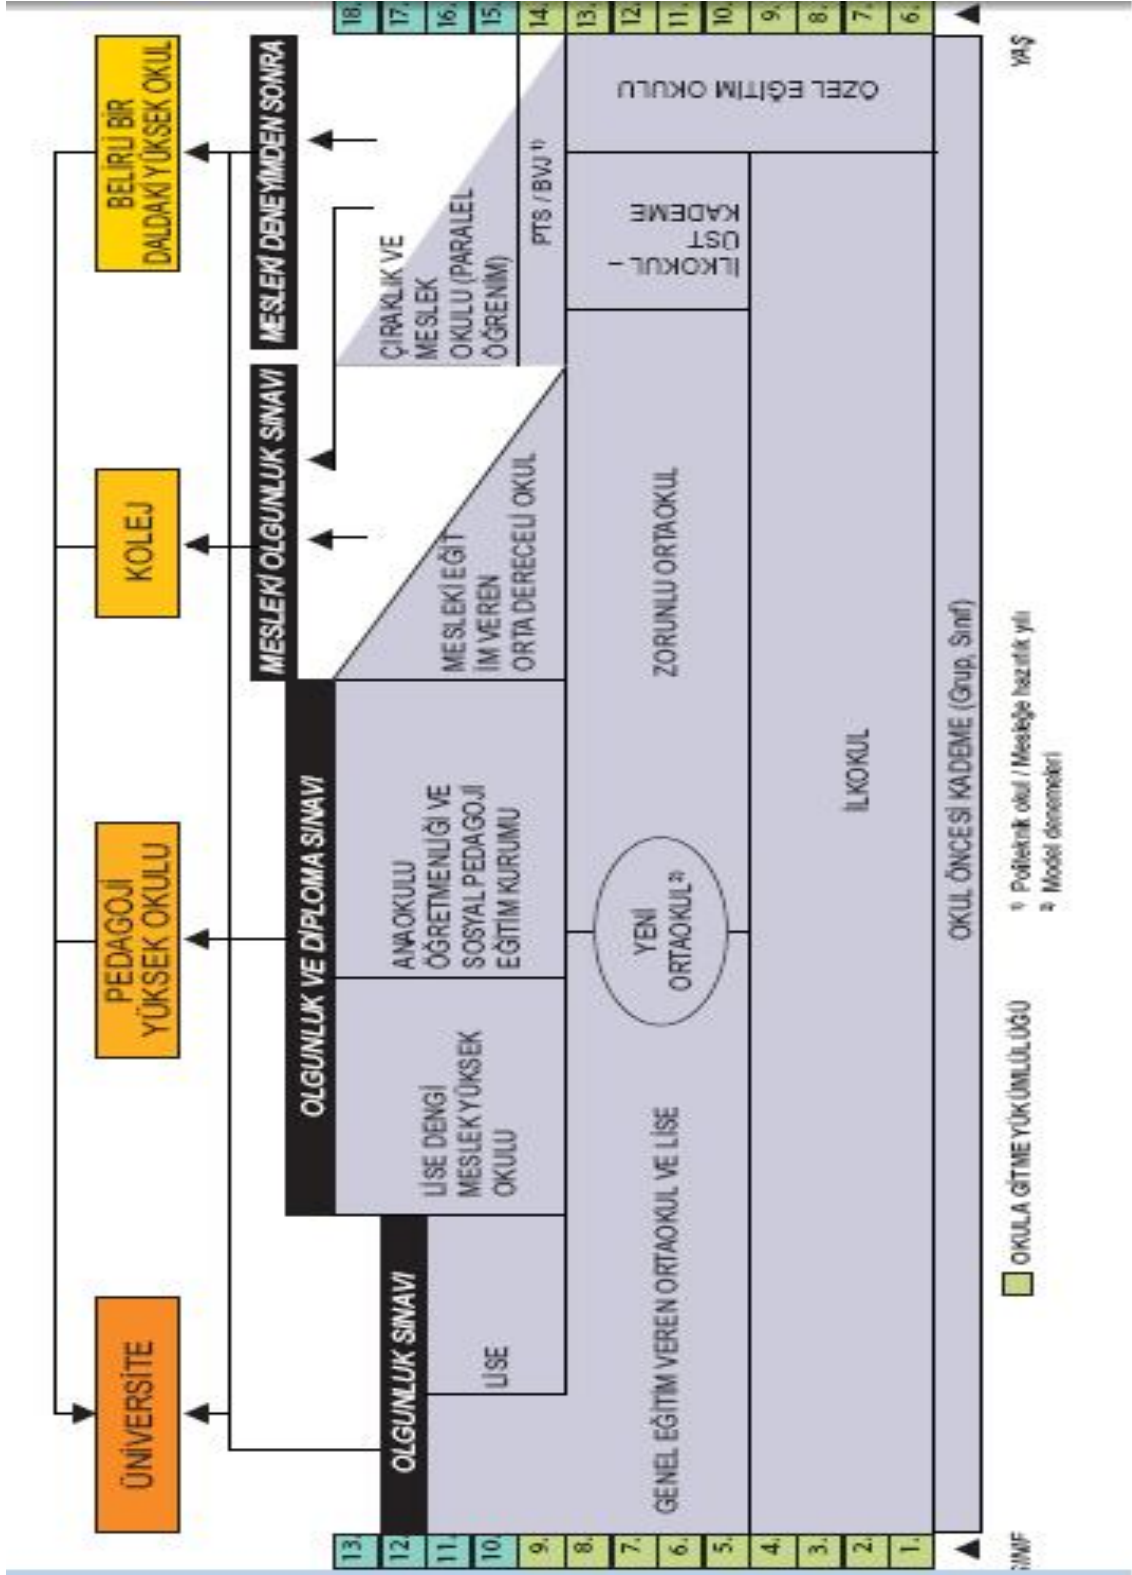 ÜNİVERSİTE
PEDAGOJİ
YÜKSEK OKULU
KOLEJ
BELİRLİ BİR
DALDAKİ YÜKSEK OKUL
MESLEKİ OLGUNLUK SINAVI
MESLEKİ DENEYİMDEN SONRA
OLGUNLUK VE DİPLOMA SINAVI
OLGUNLUK SINAVI
LİSE
LİSE DENGİ
MESLEK YÜKSEK
OKULU
ANAOKULU
ÖĞRETMENLİĞİ VE
SOSYAL PEDAGOJİ
EĞİTİM KURUMU
MESLEKİ EĞİT
İM VEREN
ORTA DERECELİ OKUL
ÇIRAKLIK VE
MESLEK
OKULU (PARALEL
ÖĞRENİM)
PTS / BVJ ¹⁾
GENEL EĞİTİM VEREN ORTAOKUL VE LİSE
YENİ
ORTAOKUL²⁾
ZORUNLU ORTAOKUL
İLKOKUL –
ÜST
KADEME
ÖZEL EĞİTİM OKULU
İLKOKUL
OKUL ÖNCESİ KADEME (Grup, Sınıf)
13.
12.
11.
10.
9.
8.
7.
6.
5.
4.
3.
2.
1.
SINIF
18.
17.
16.
15.
14.
13.
12.
11.
10.
9.
8.
7.
6.
YAŞ
OKULA GİTME YÜKÜMLÜLÜĞÜ
¹⁾ Politeknik okul / Mesleğe hazırlık yılı
²⁾ Model denemeleri